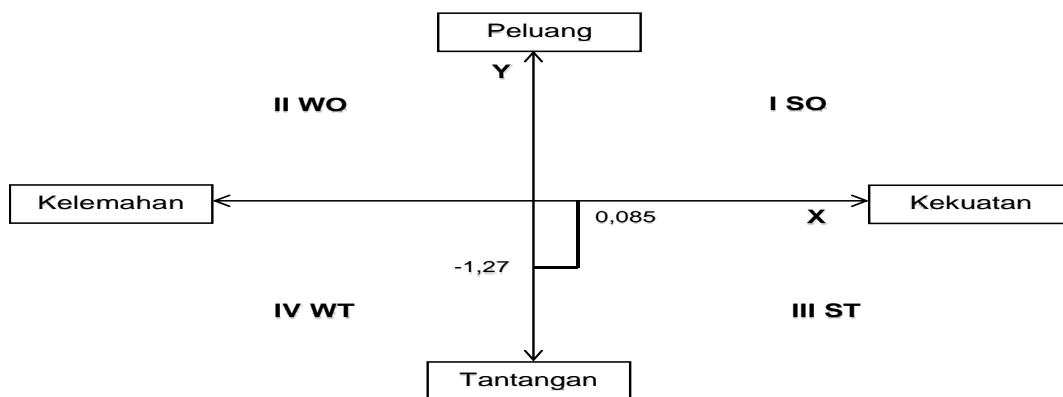 Peluang
Y
II WO
I SO
Kelemahan
Kekuatan
0,085
X
-1,27
IV WT
III ST
Tantangan